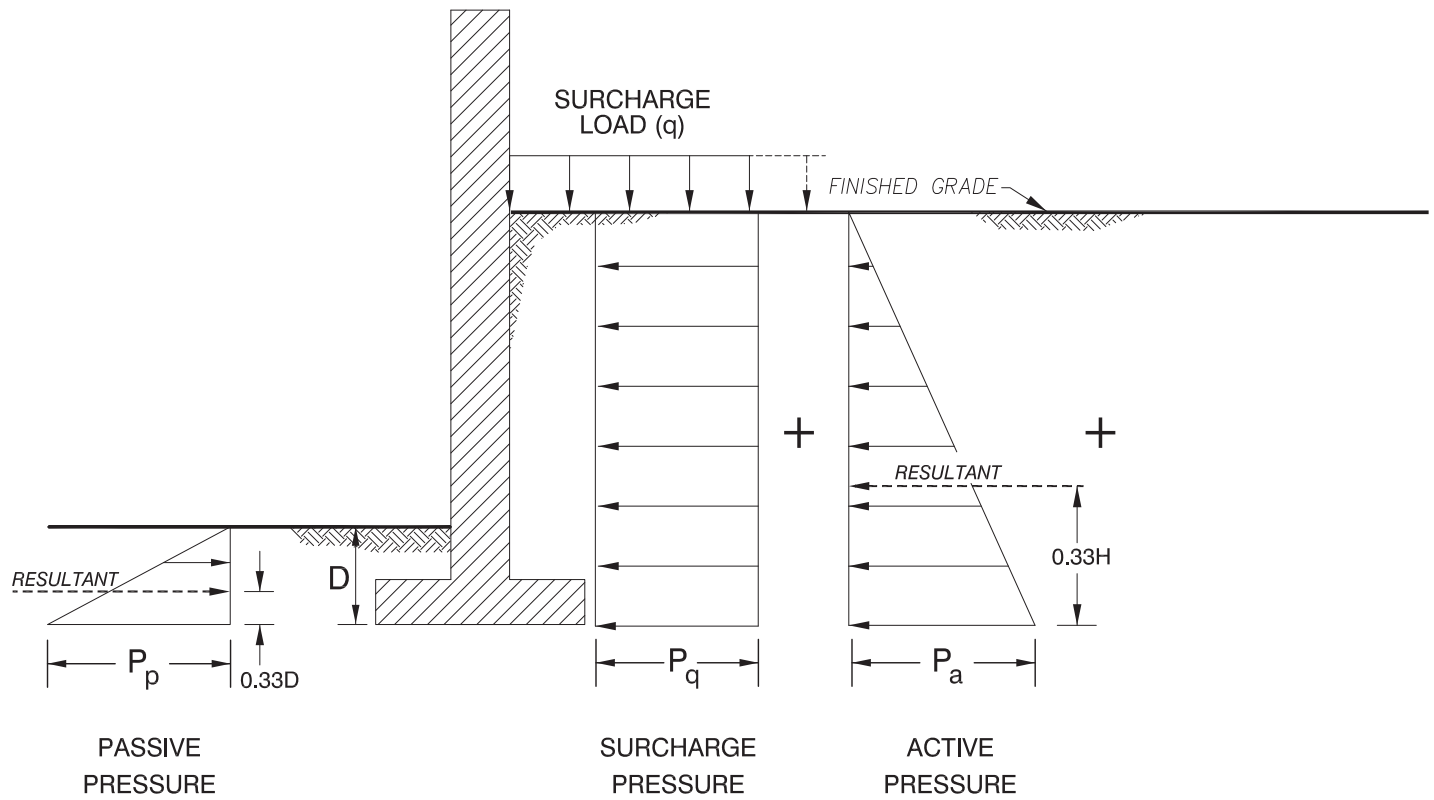 SURCHARGE
LOAD (q)
FINISHED GRADE
+
+
RESULTANT
0.33H
D
RESULTANT
0.33D
Pp
Pq
Pa
PASSIVE
PRESSURE
SURCHARGE
PRESSURE
ACTIVE
PRESSURE